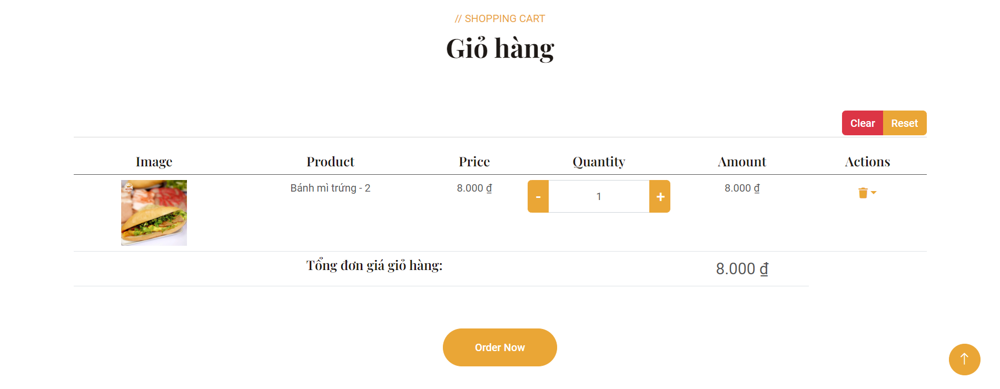 // SHOPPING CART
Giỏ hàng
Clear Reset
Image Product Price Quantity Amount Actions
Bánh mì trứng - 2 8.000 ₫ - 1 + 8.000 ₫
Tổng đơn giá giỏ hàng: 8.000 ₫
Order Now